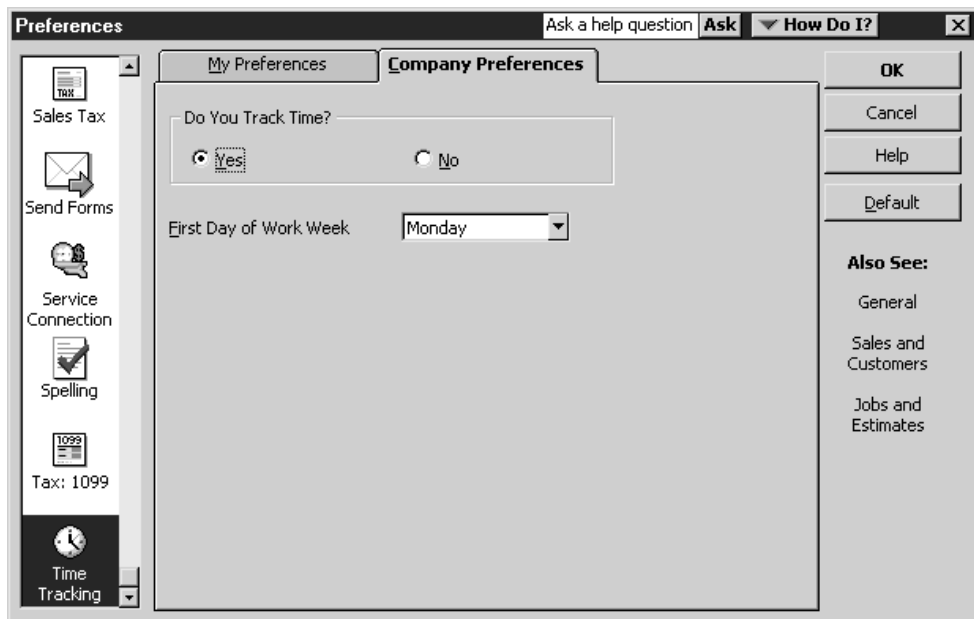 Preferences
Ask a help question Ask How Do I?
TAX
Sales Tax
Send Forms
Service
Connection
Spelling
1099
Tax: 1099
Time
Tracking
My Preferences
Company Preferences
Do You Track Time?
Yes
No
First Day of Work Week
Monday
OK
Cancel
Help
Default
Also See:
General
Sales and
Customers
Jobs and
Estimates